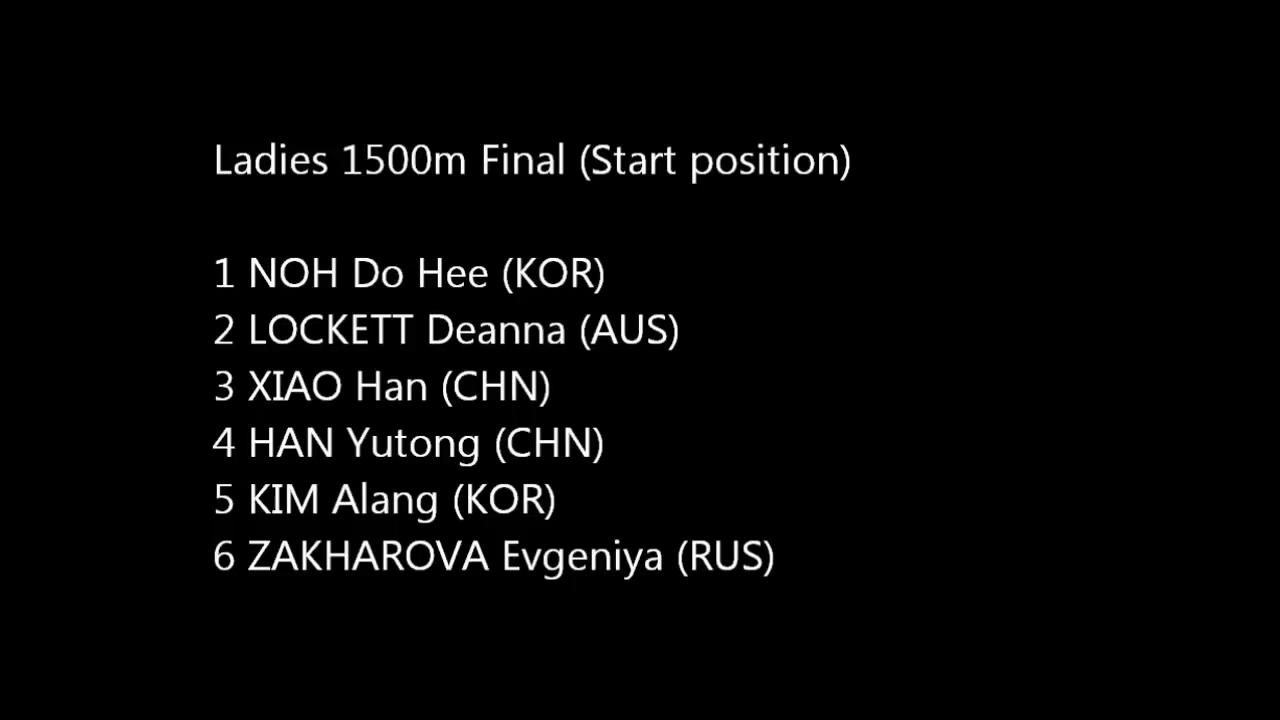 Ladies 1500m Final (Start position)
1 NOH Do Hee (KOR)
2 LOCKETT Deanna (AUS)
3 XIAO Han (CHN)
4 HAN Yutong (CHN)
5 KIM Alang (KOR)
6 ZAKHAROVA Evgeniya (RUS)